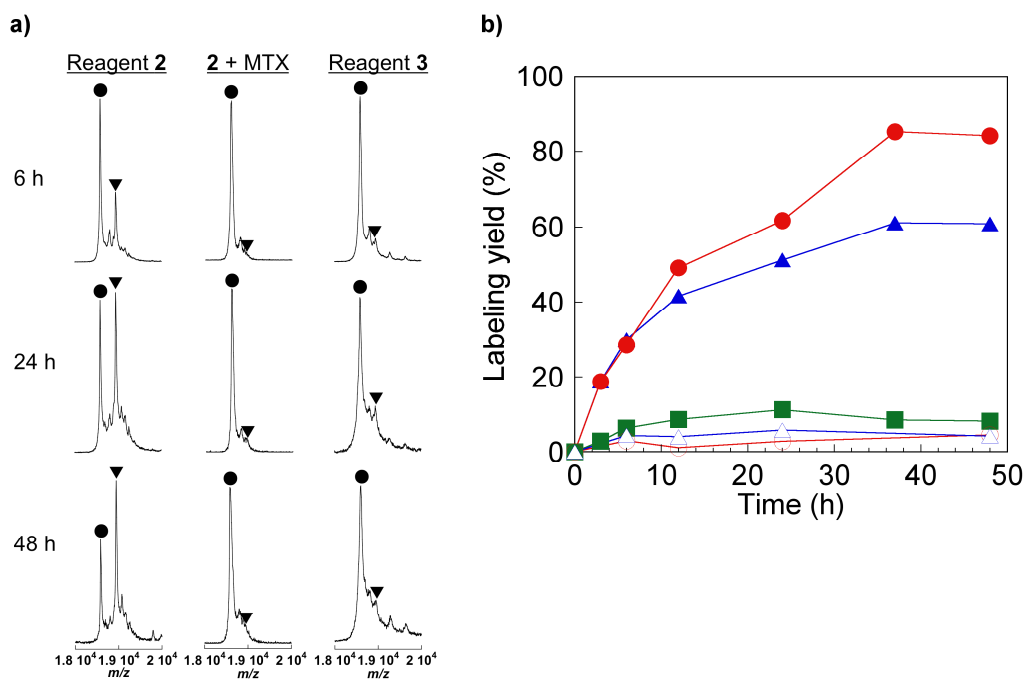 a)
b)
Reagent 2
2 + MTX
Reagent 3
6 h
24 h
48 h
1.8 10⁴ 1.9 10⁴ 2 10⁴
1.8 10⁴ 1.9 10⁴ 2 10⁴
1.8 10⁴ 1.9 10⁴ 2 10⁴
m/z
m/z
m/z
Labeling yield (%)
100
80
60
40
20
0
0 10 20 30 40 50
Time (h)